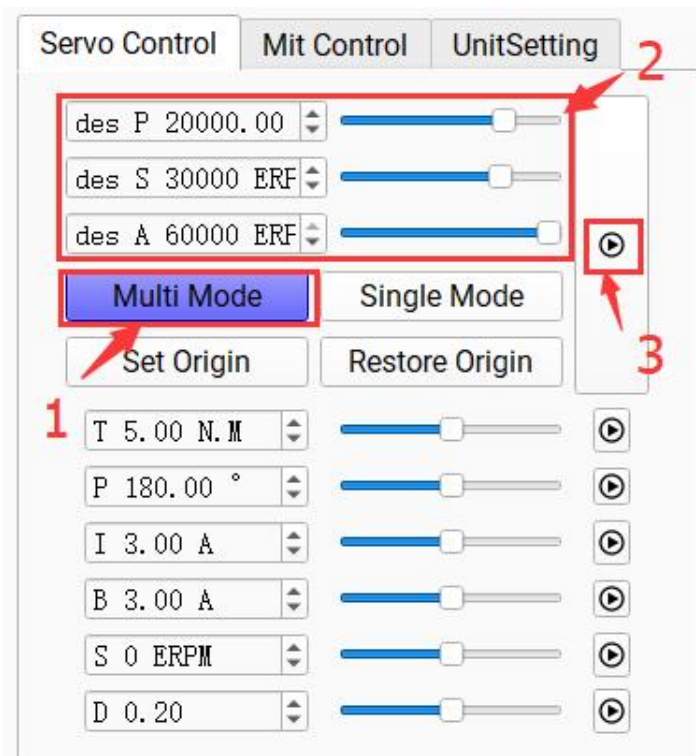 Servo Control Mit Control UnitSetting
2
des P 20000.00
des S 30000 ERF
des A 60000 ERF
Multi Mode Single Mode
Set Origin Restore Origin
3
1
T 5.00 N.M
P 180.00 °
I 3.00 A
B 3.00 A
S 0 ERPM
D 0.20